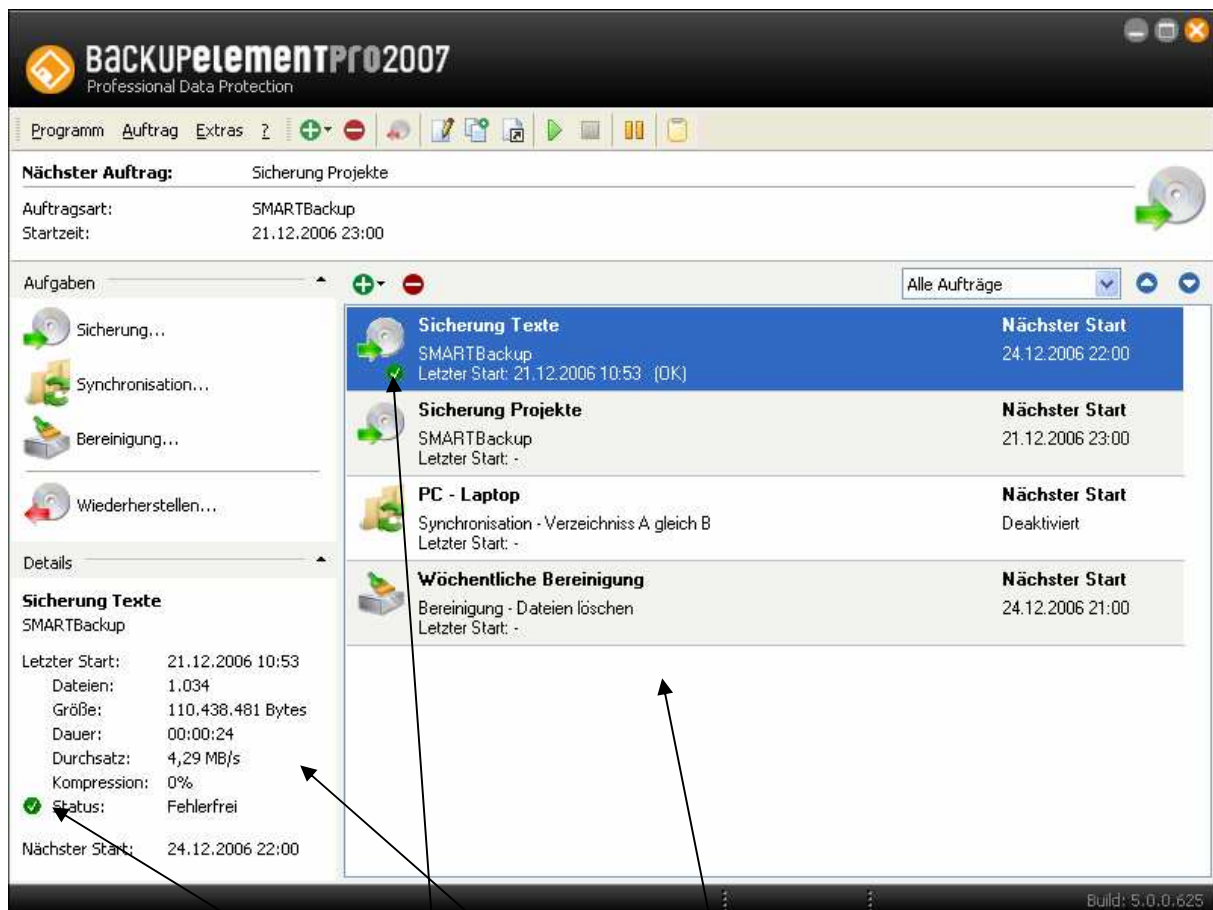 BACKUPelementPro2007
Professional Data Protection
Programm Auftrag Extras ?
Nächster Auftrag: Sicherung Projekte
Auftragsart: SMARTBackup
Startzeit: 21.12.2006 23:00
Aufgaben
Alle Aufträge
Sicherung...
Synchronisation...
Bereinigung...
Wiederherstellen...
Sicherung Texte Nächster Start
SMARTBackup 24.12.2006 22:00
Letzter Start: 21.12.2006 10:53 (OK)
Sicherung Projekte Nächster Start
SMARTBackup 21.12.2006 23:00
Letzter Start: -
PC - Laptop Nächster Start
Synchronisation - Verzeichniss A gleich B Deaktiviert
Letzter Start: -
Wöchentliche Bereinigung Nächster Start
Bereinigung - Dateien löschen 24.12.2006 21:00
Letzter Start: -
Details
Sicherung Texte
SMARTBackup
Letzter Start: 21.12.2006 10:53
Dateien: 1.034
Größe: 110.438.481 Bytes
Dauer: 00:00:24
Durchsatz: 4,29 MB/s
Kompression: 0%
Status: Fehlerfrei
Nächster Start: 24.12.2006 22:00
Build: 5.0.0.625